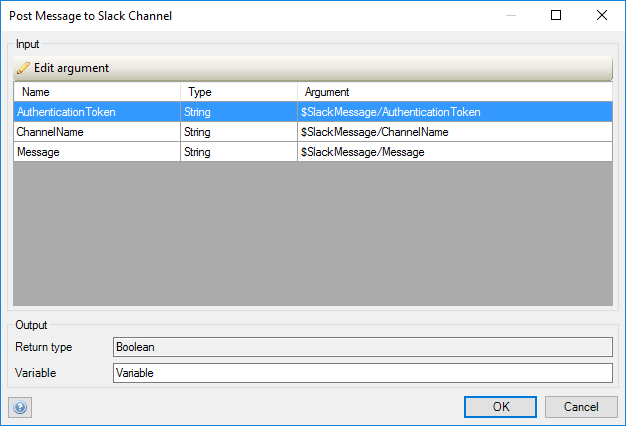 Post Message to Slack Channel
Input
Edit argument
Name Type Argument
AuthenticationToken String $SlackMessage/AuthenticationToken
ChannelName String $SlackMessage/ChannelName
Message String $SlackMessage/Message
Output
Return type Boolean
Variable Variable
? OK Cancel